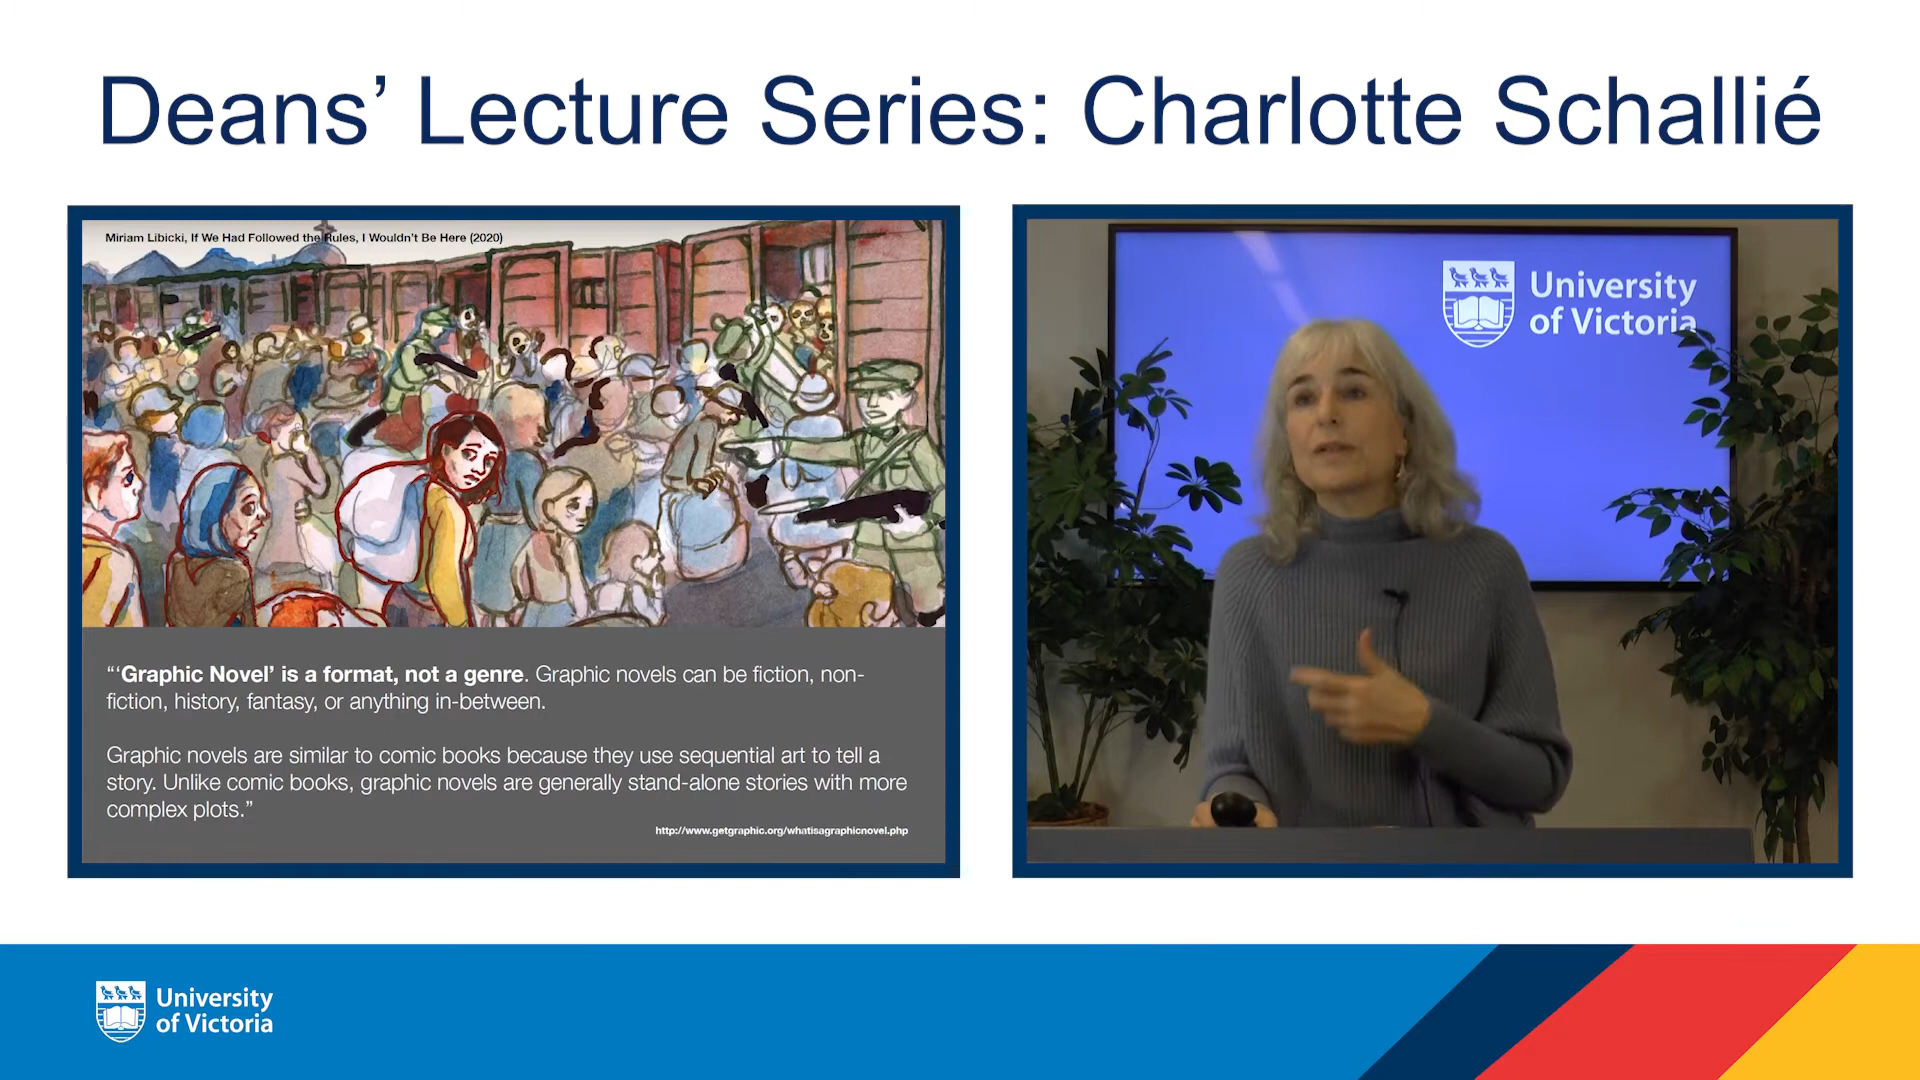 Deans’ Lecture Series: Charlotte Schallié
Miriam Libicki, If We Had Followed the Rules, I Wouldn’t Be Here (2020)
“‘Graphic Novel’ is a format, not a genre. Graphic novels can be fiction, non-
fiction, history, fantasy, or anything in-between.
Graphic novels are similar to comic books because they use sequential art to tell a
story. Unlike comic books, graphic novels are generally stand-alone stories with more
complex plots.”
http://www.getgraphic.org/whatisagraphicnovel.php
University
of Victoria
University
of Victoria